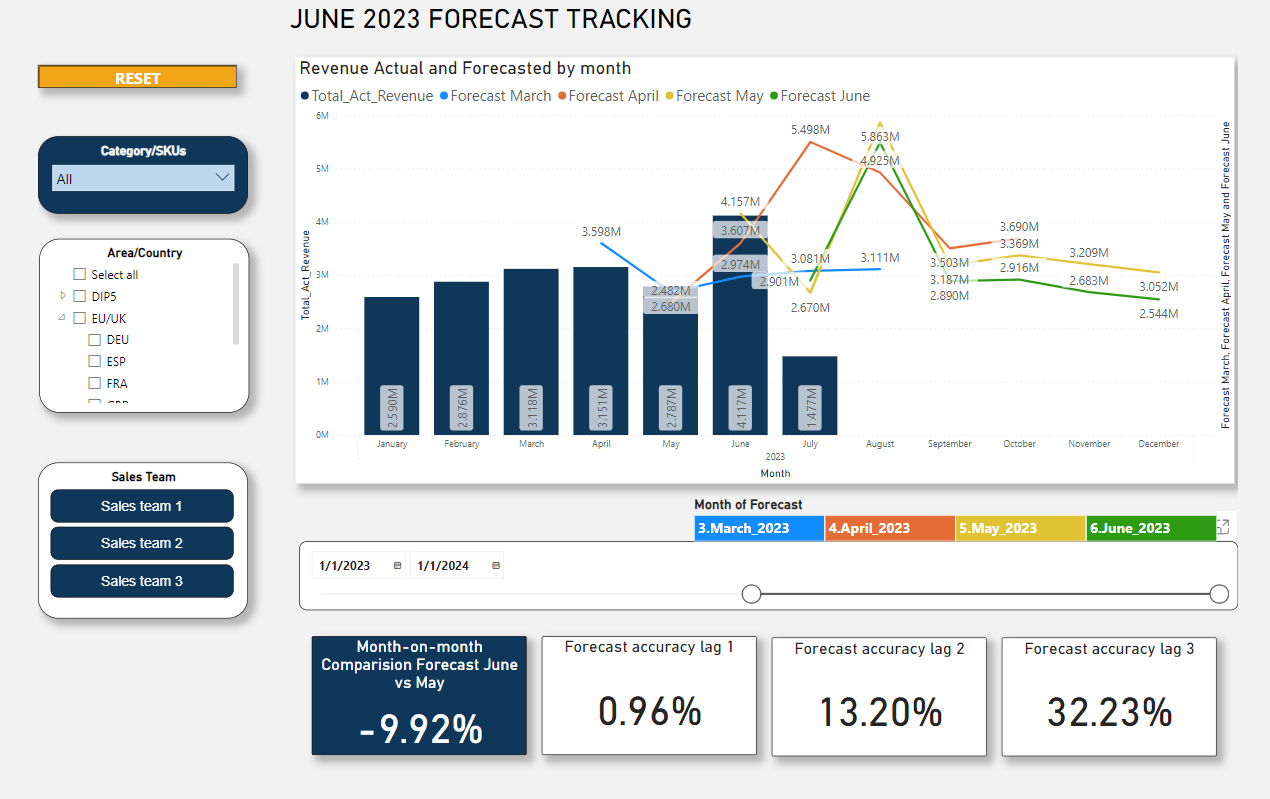 JUNE 2023 FORECAST TRACKING
RESET
Category/SKUs
All
Area/Country
Select all
DIP5
EU/UK
DEU
ESP
FRA
Sales Team
Sales team 1
Sales team 2
Sales team 3
Revenue Actual and Forecasted by month
Total_Act_Revenue Forecast March Forecast April Forecast May Forecast June
Total_Act_Revenue
6M
5M
4M
3M
2M
1M
0M
3.598M
2.482M
2.680M
4.157M
3.607M
2.974M
2.901M
5.498M
3.081M
2.670M
5.863M
4.925M
3.111M
3.503M
3.187M
2.890M
3.690M
3.369M
2.916M
3.209M
2.683M
3.052M
2.544M
2.590M
2.876M
3.118M
3.151M
2.787M
4.117M
1.477M
January February March April May June July August September October November December
2023
Month
Forecast March, Forecast April, Forecast May and Forecast June
Month of Forecast
3.March_2023 4.April_2023 5.May_2023 6.June_2023
1/1/2023 1/1/2024
Month-on-month
Comparision Forecast June
vs May
-9.92%
Forecast accuracy lag 1
0.96%
Forecast accuracy lag 2
13.20%
Forecast accuracy lag 3
32.23%